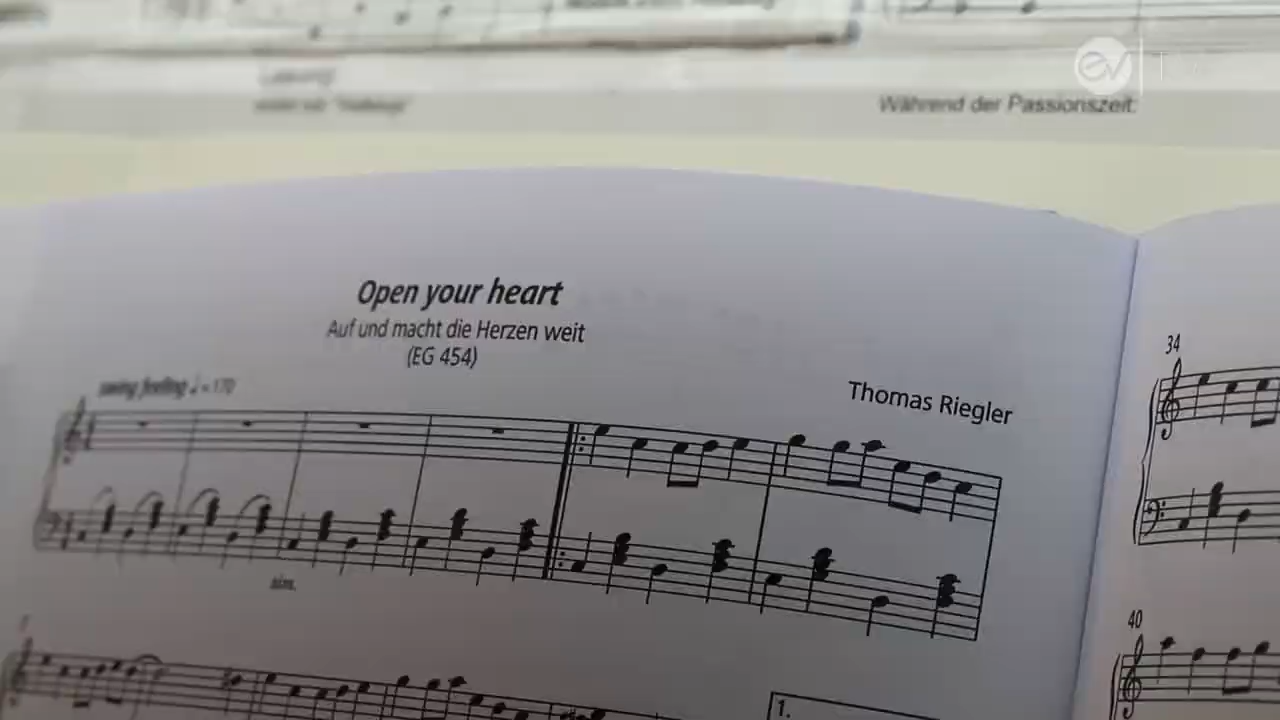 ev
Während der Passionszeit:
Open your heart
Auf und macht die Herzen weit
(EG 454)
swing feeling ♩ = 170
Thomas Riegler
34
sim.
40
1.